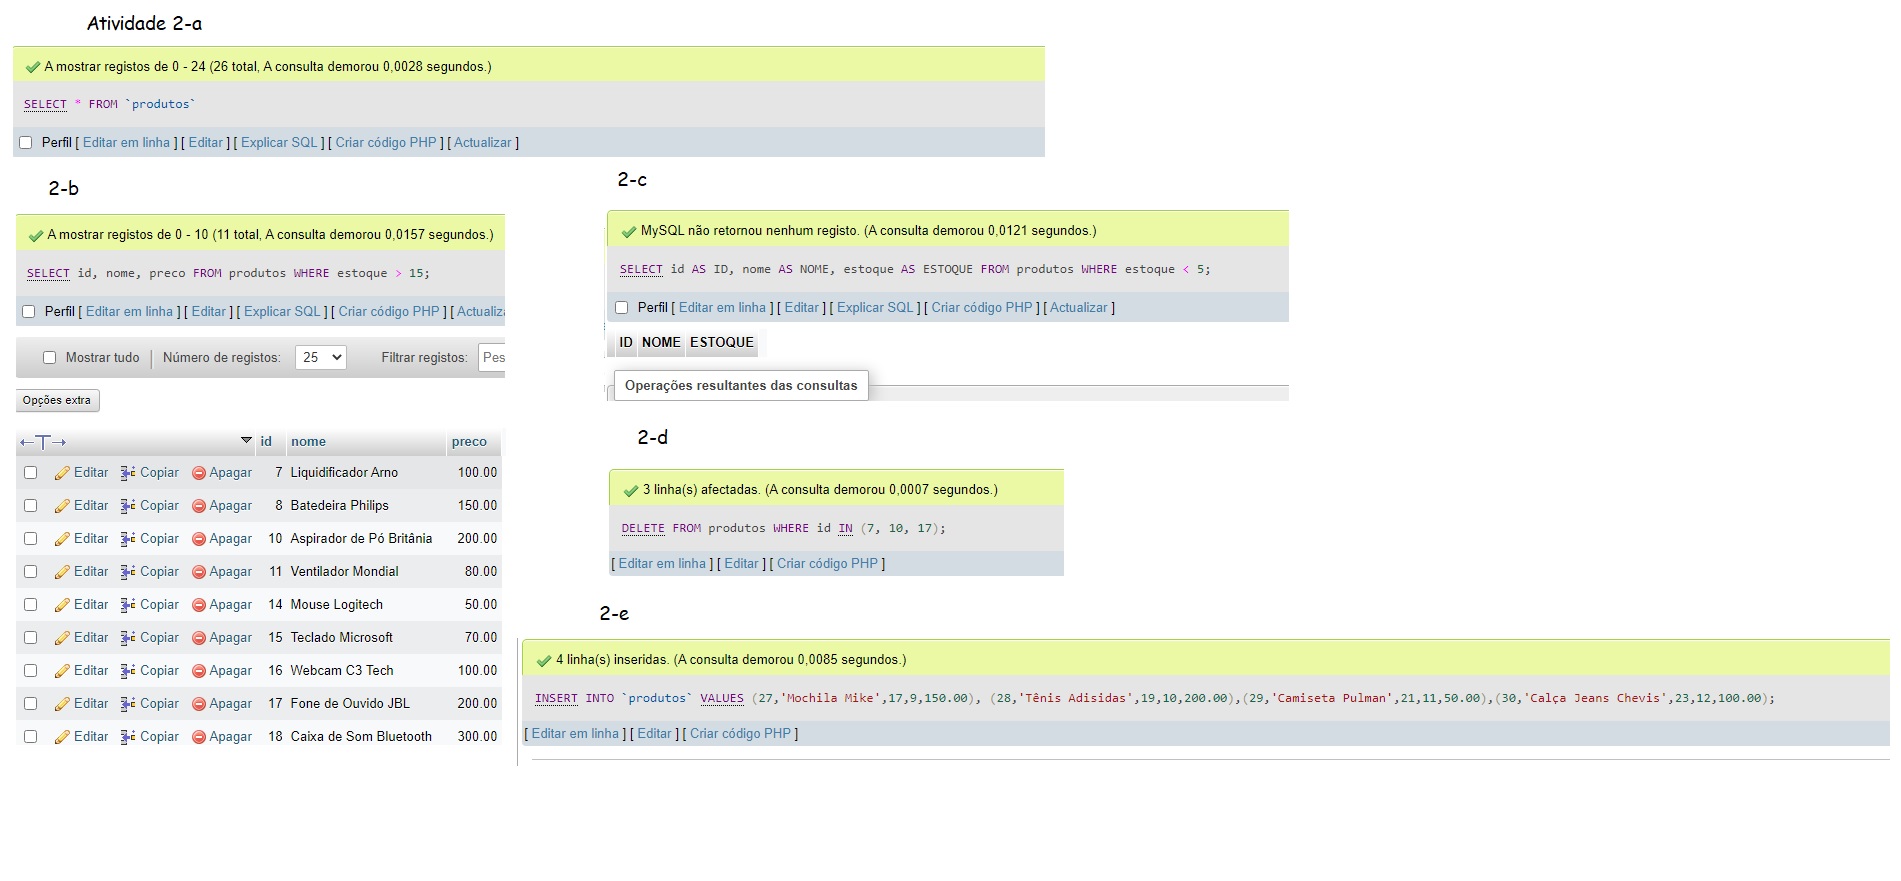 Atividade 2-a
A mostrar registos de 0 - 24 (26 total, A consulta demorou 0,0028 segundos.)
SELECT * FROM `produtos`
Perfil [ Editar em linha ] [ Editar ] [ Explicar SQL ] [ Criar código PHP ] [ Actualizar ]
2-b
A mostrar registos de 0 - 10 (11 total, A consulta demorou 0,0157 segundos.)
SELECT id, nome, preco FROM produtos WHERE estoque > 15;
Perfil [ Editar em linha ] [ Editar ] [ Explicar SQL ] [ Criar código PHP ] [ Actualiza
Mostrar tudo | Número de registos: 25 Filtrar registos: Pes
Opções extra
←T→ id nome preco
Editar Copiar Apagar 7 Liquidificador Arno 100.00
Editar Copiar Apagar 8 Batedeira Philips 150.00
Editar Copiar Apagar 10 Aspirador de Pó Britânia 200.00
Editar Copiar Apagar 11 Ventilador Mondial 80.00
Editar Copiar Apagar 14 Mouse Logitech 50.00
Editar Copiar Apagar 15 Teclado Microsoft 70.00
Editar Copiar Apagar 16 Webcam C3 Tech 100.00
Editar Copiar Apagar 17 Fone de Ouvido JBL 200.00
Editar Copiar Apagar 18 Caixa de Som Bluetooth 300.00
2-c
MySQL não retornou nenhum registo. (A consulta demorou 0,0121 segundos.)
SELECT id AS ID, nome AS NOME, estoque AS ESTOQUE FROM produtos WHERE estoque < 5;
Perfil [ Editar em linha ] [ Editar ] [ Explicar SQL ] [ Criar código PHP ] [ Actualizar ]
ID NOME ESTOQUE
Operações resultantes das consultas
2-d
3 linha(s) afectadas. (A consulta demorou 0,0007 segundos.)
DELETE FROM produtos WHERE id IN (7, 10, 17);
[ Editar em linha ] [ Editar ] [ Criar código PHP ]
2-e
4 linha(s) inseridas. (A consulta demorou 0,0085 segundos.)
INSERT INTO `produtos` VALUES (27,'Mochila Mike',17,9,150.00), (28,'Tênis Adisidas',19,10,200.00),(29,'Camiseta Pulman',21,11,50.00),(30,'Calça Jeans Chevis',23,12,100.00);
[ Editar em linha ] [ Editar ] [ Criar código PHP ]